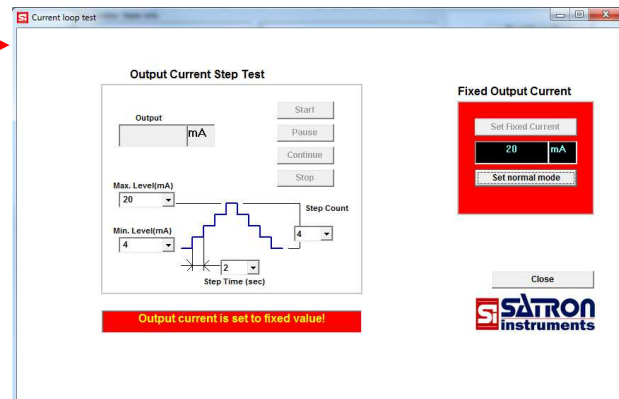 Current loop test
Output Current Step Test
Output
mA
Start
Pause
Continue
Stop
Max. Level(mA)
20
Min. Level(mA)
4
Step Count
4
2
Step Time (sec)
Output current is set to fixed value!
Fixed Output Current
Set Fixed Current
20 mA
Set normal mode
Close
Si SATRON
instruments